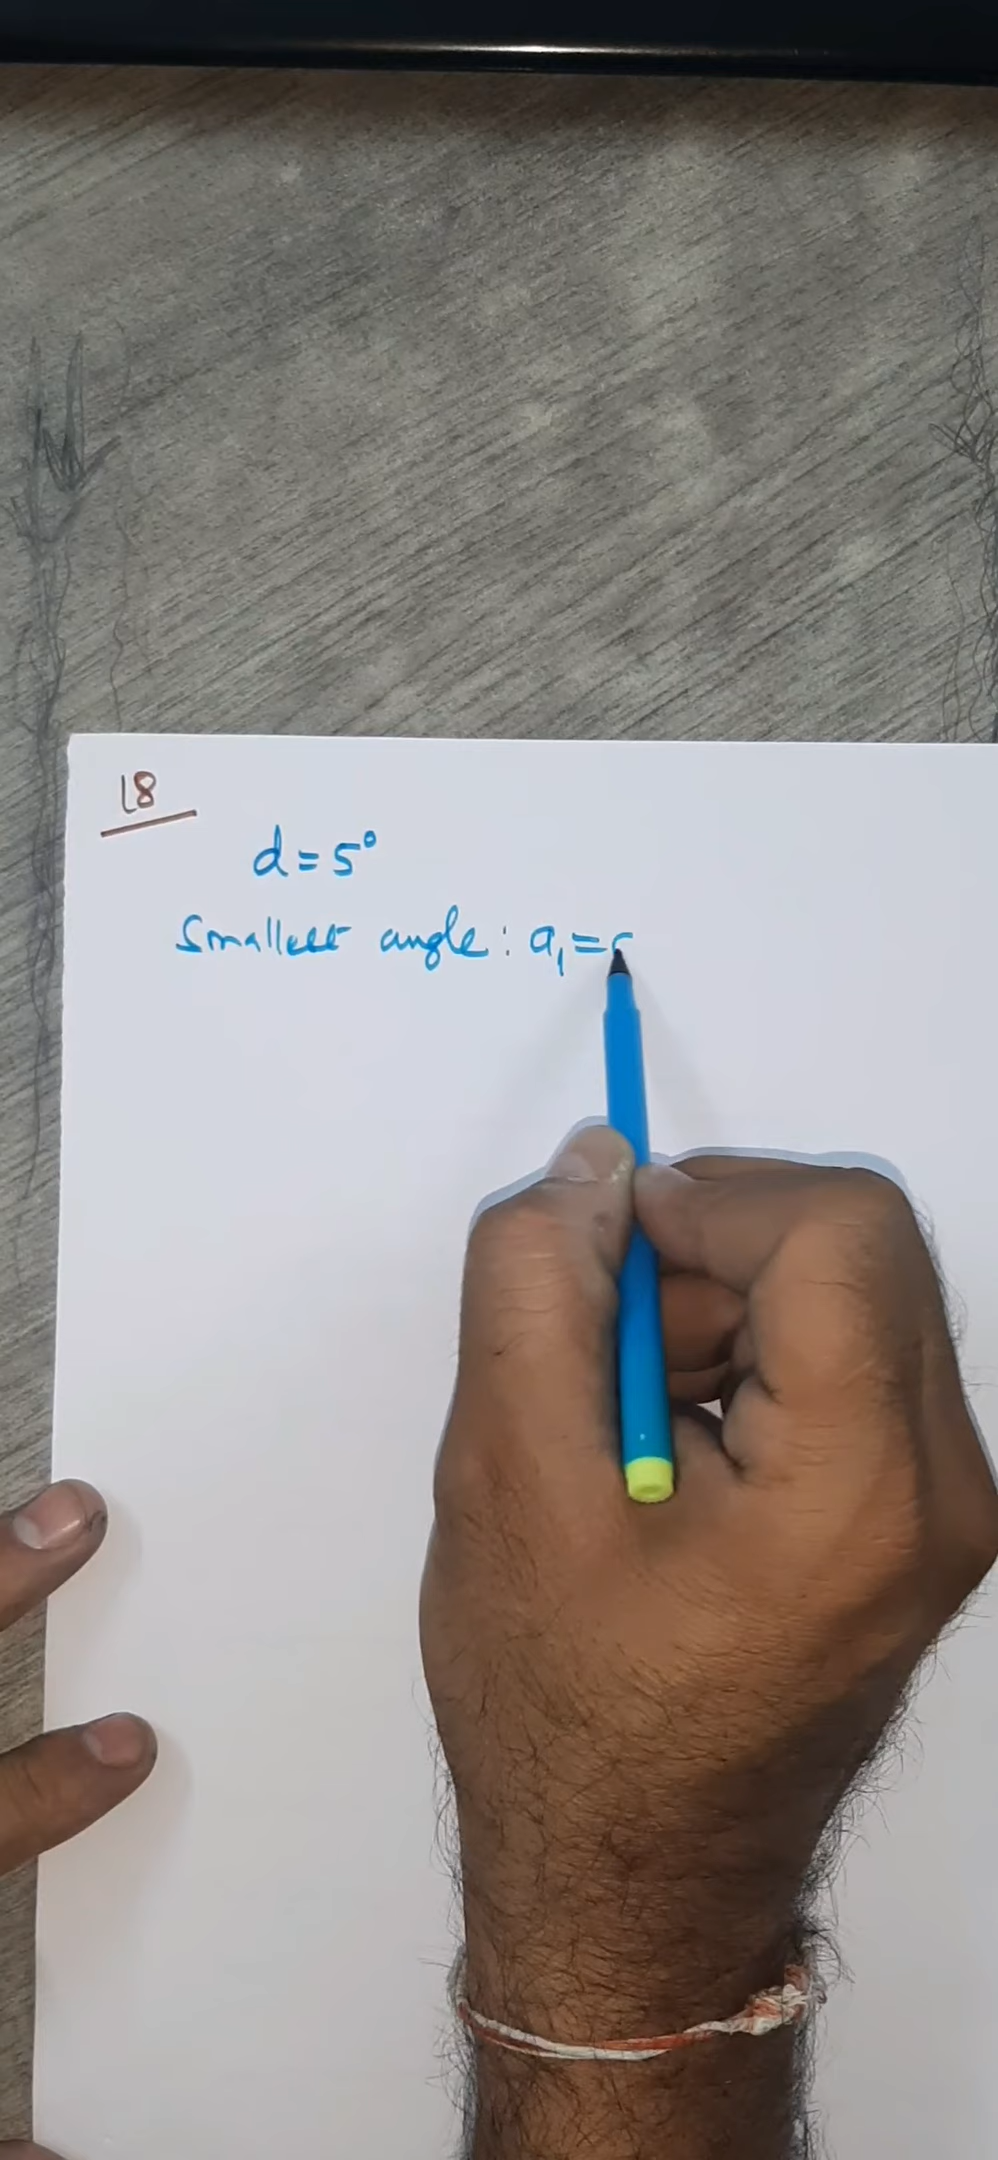 18
d = 5°
Smallest angle : a₁ =